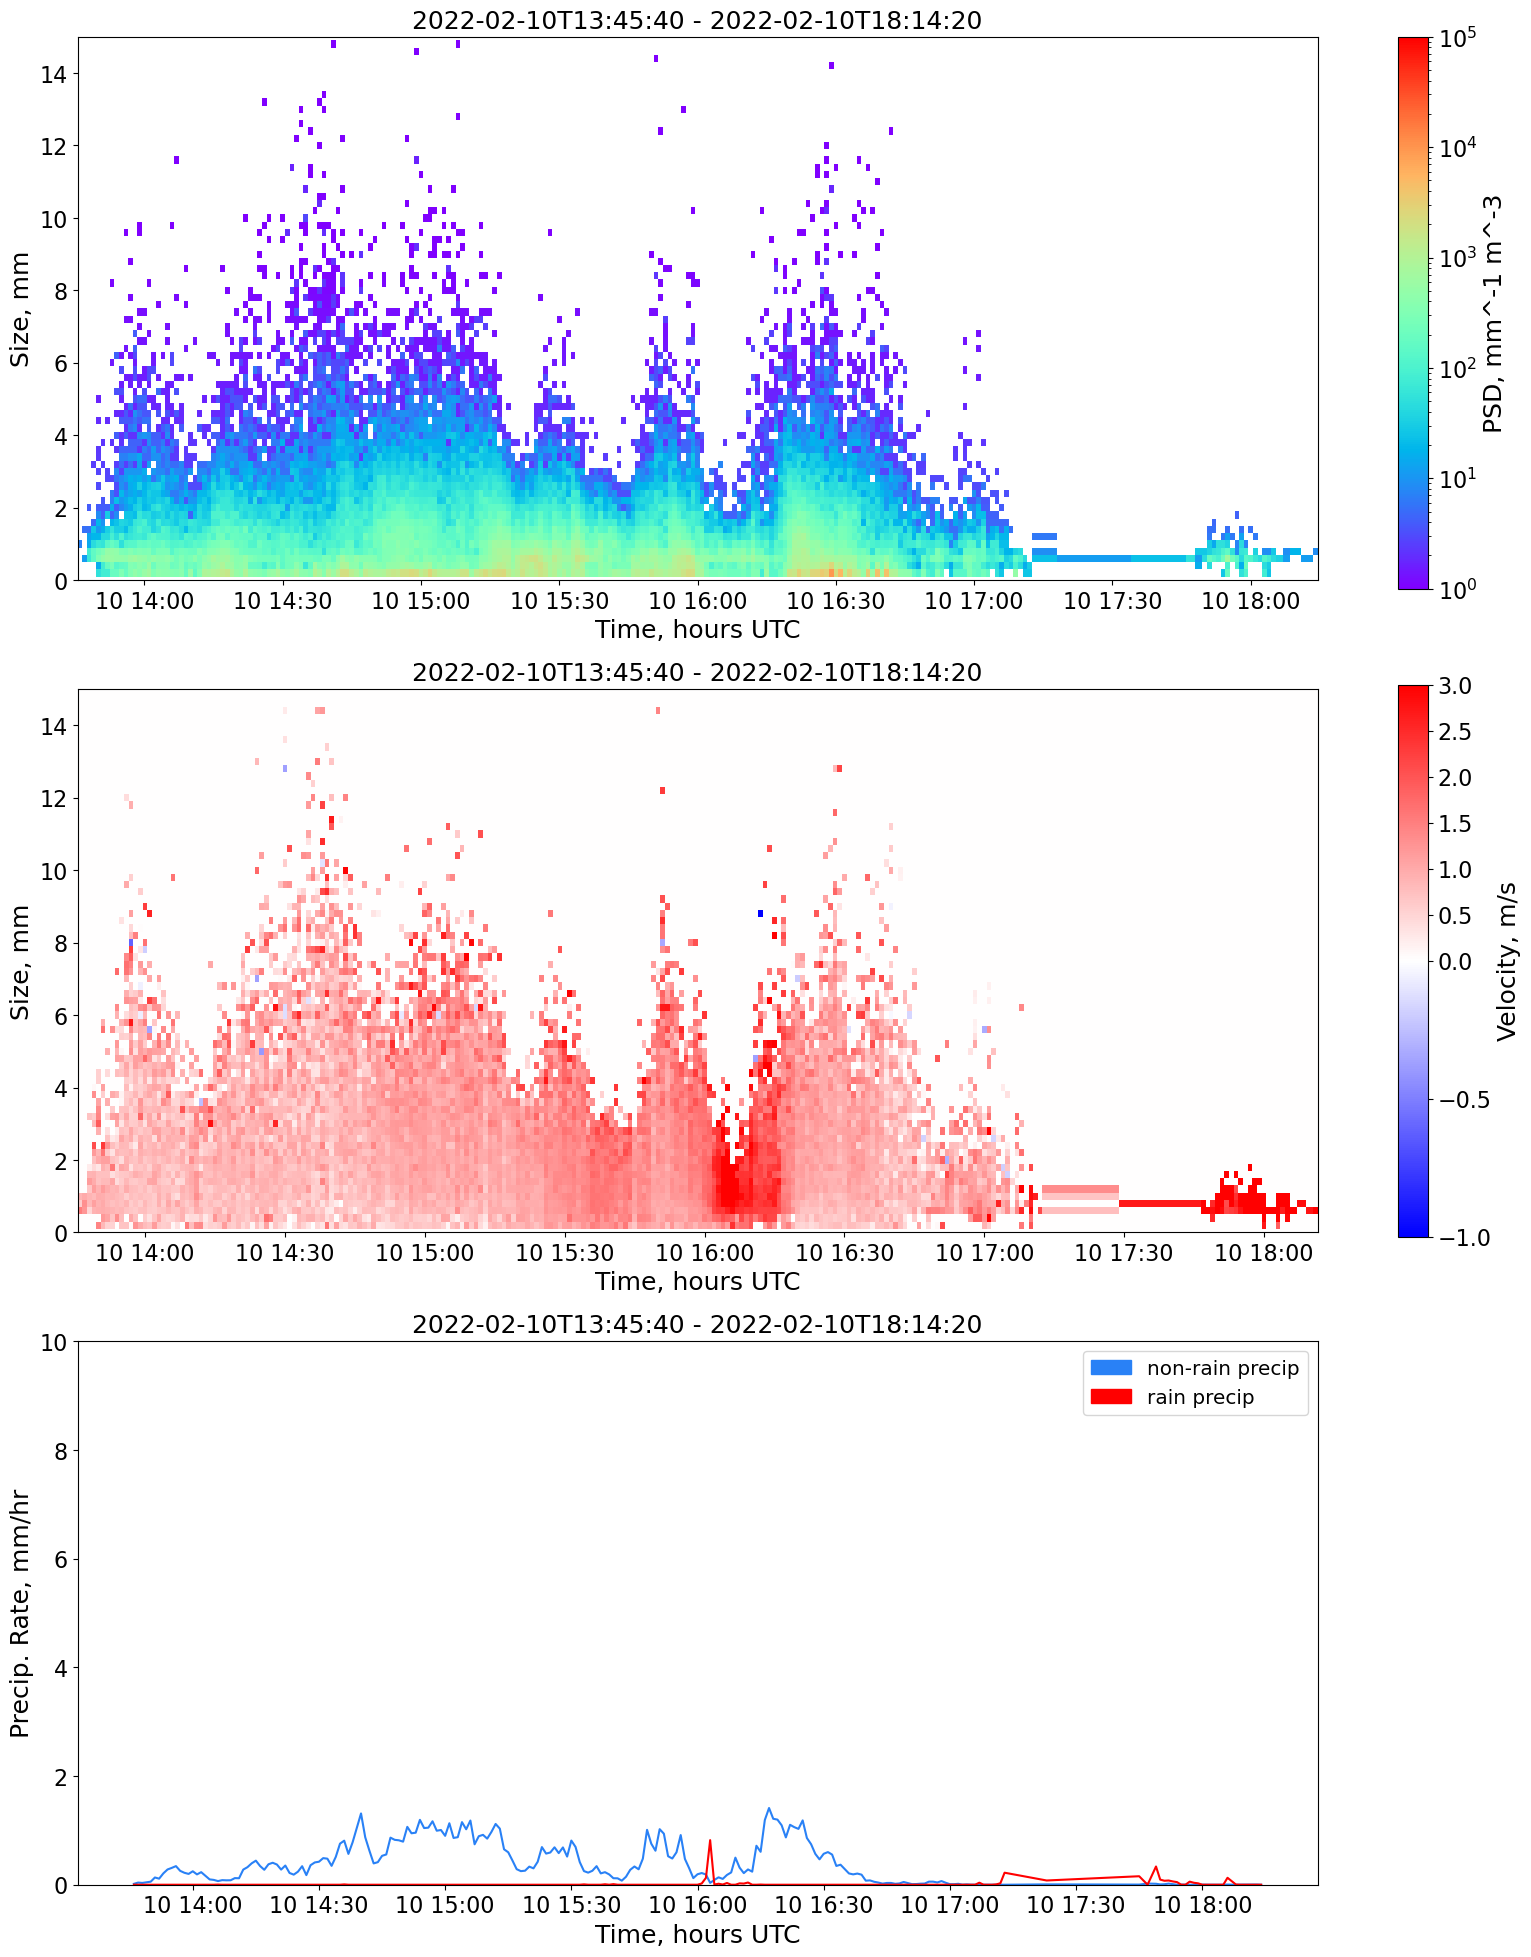 2022-02-10T13:45:40 - 2022-02-10T18:14:20
Size, mm
14
12
10
8
6
4
2
0
10 14:00 10 14:30 10 15:00 10 15:30 10 16:00 10 16:30 10 17:00 10 17:30 10 18:00
Time, hours UTC
10^5
10^4
10^3
10^2
10^1
10^0
PSD, mm^-1 m^-3
2022-02-10T13:45:40 - 2022-02-10T18:14:20
Size, mm
14
12
10
8
6
4
2
0
10 14:00 10 14:30 10 15:00 10 15:30 10 16:00 10 16:30 10 17:00 10 17:30 10 18:00
Time, hours UTC
3.0
2.5
2.0
1.5
1.0
0.5
0.0
−0.5
−1.0
Velocity, m/s
2022-02-10T13:45:40 - 2022-02-10T18:14:20
Precip. Rate, mm/hr
10
8
6
4
2
0
non-rain precip
rain precip
10 14:00 10 14:30 10 15:00 10 15:30 10 16:00 10 16:30 10 17:00 10 17:30 10 18:00
Time, hours UTC